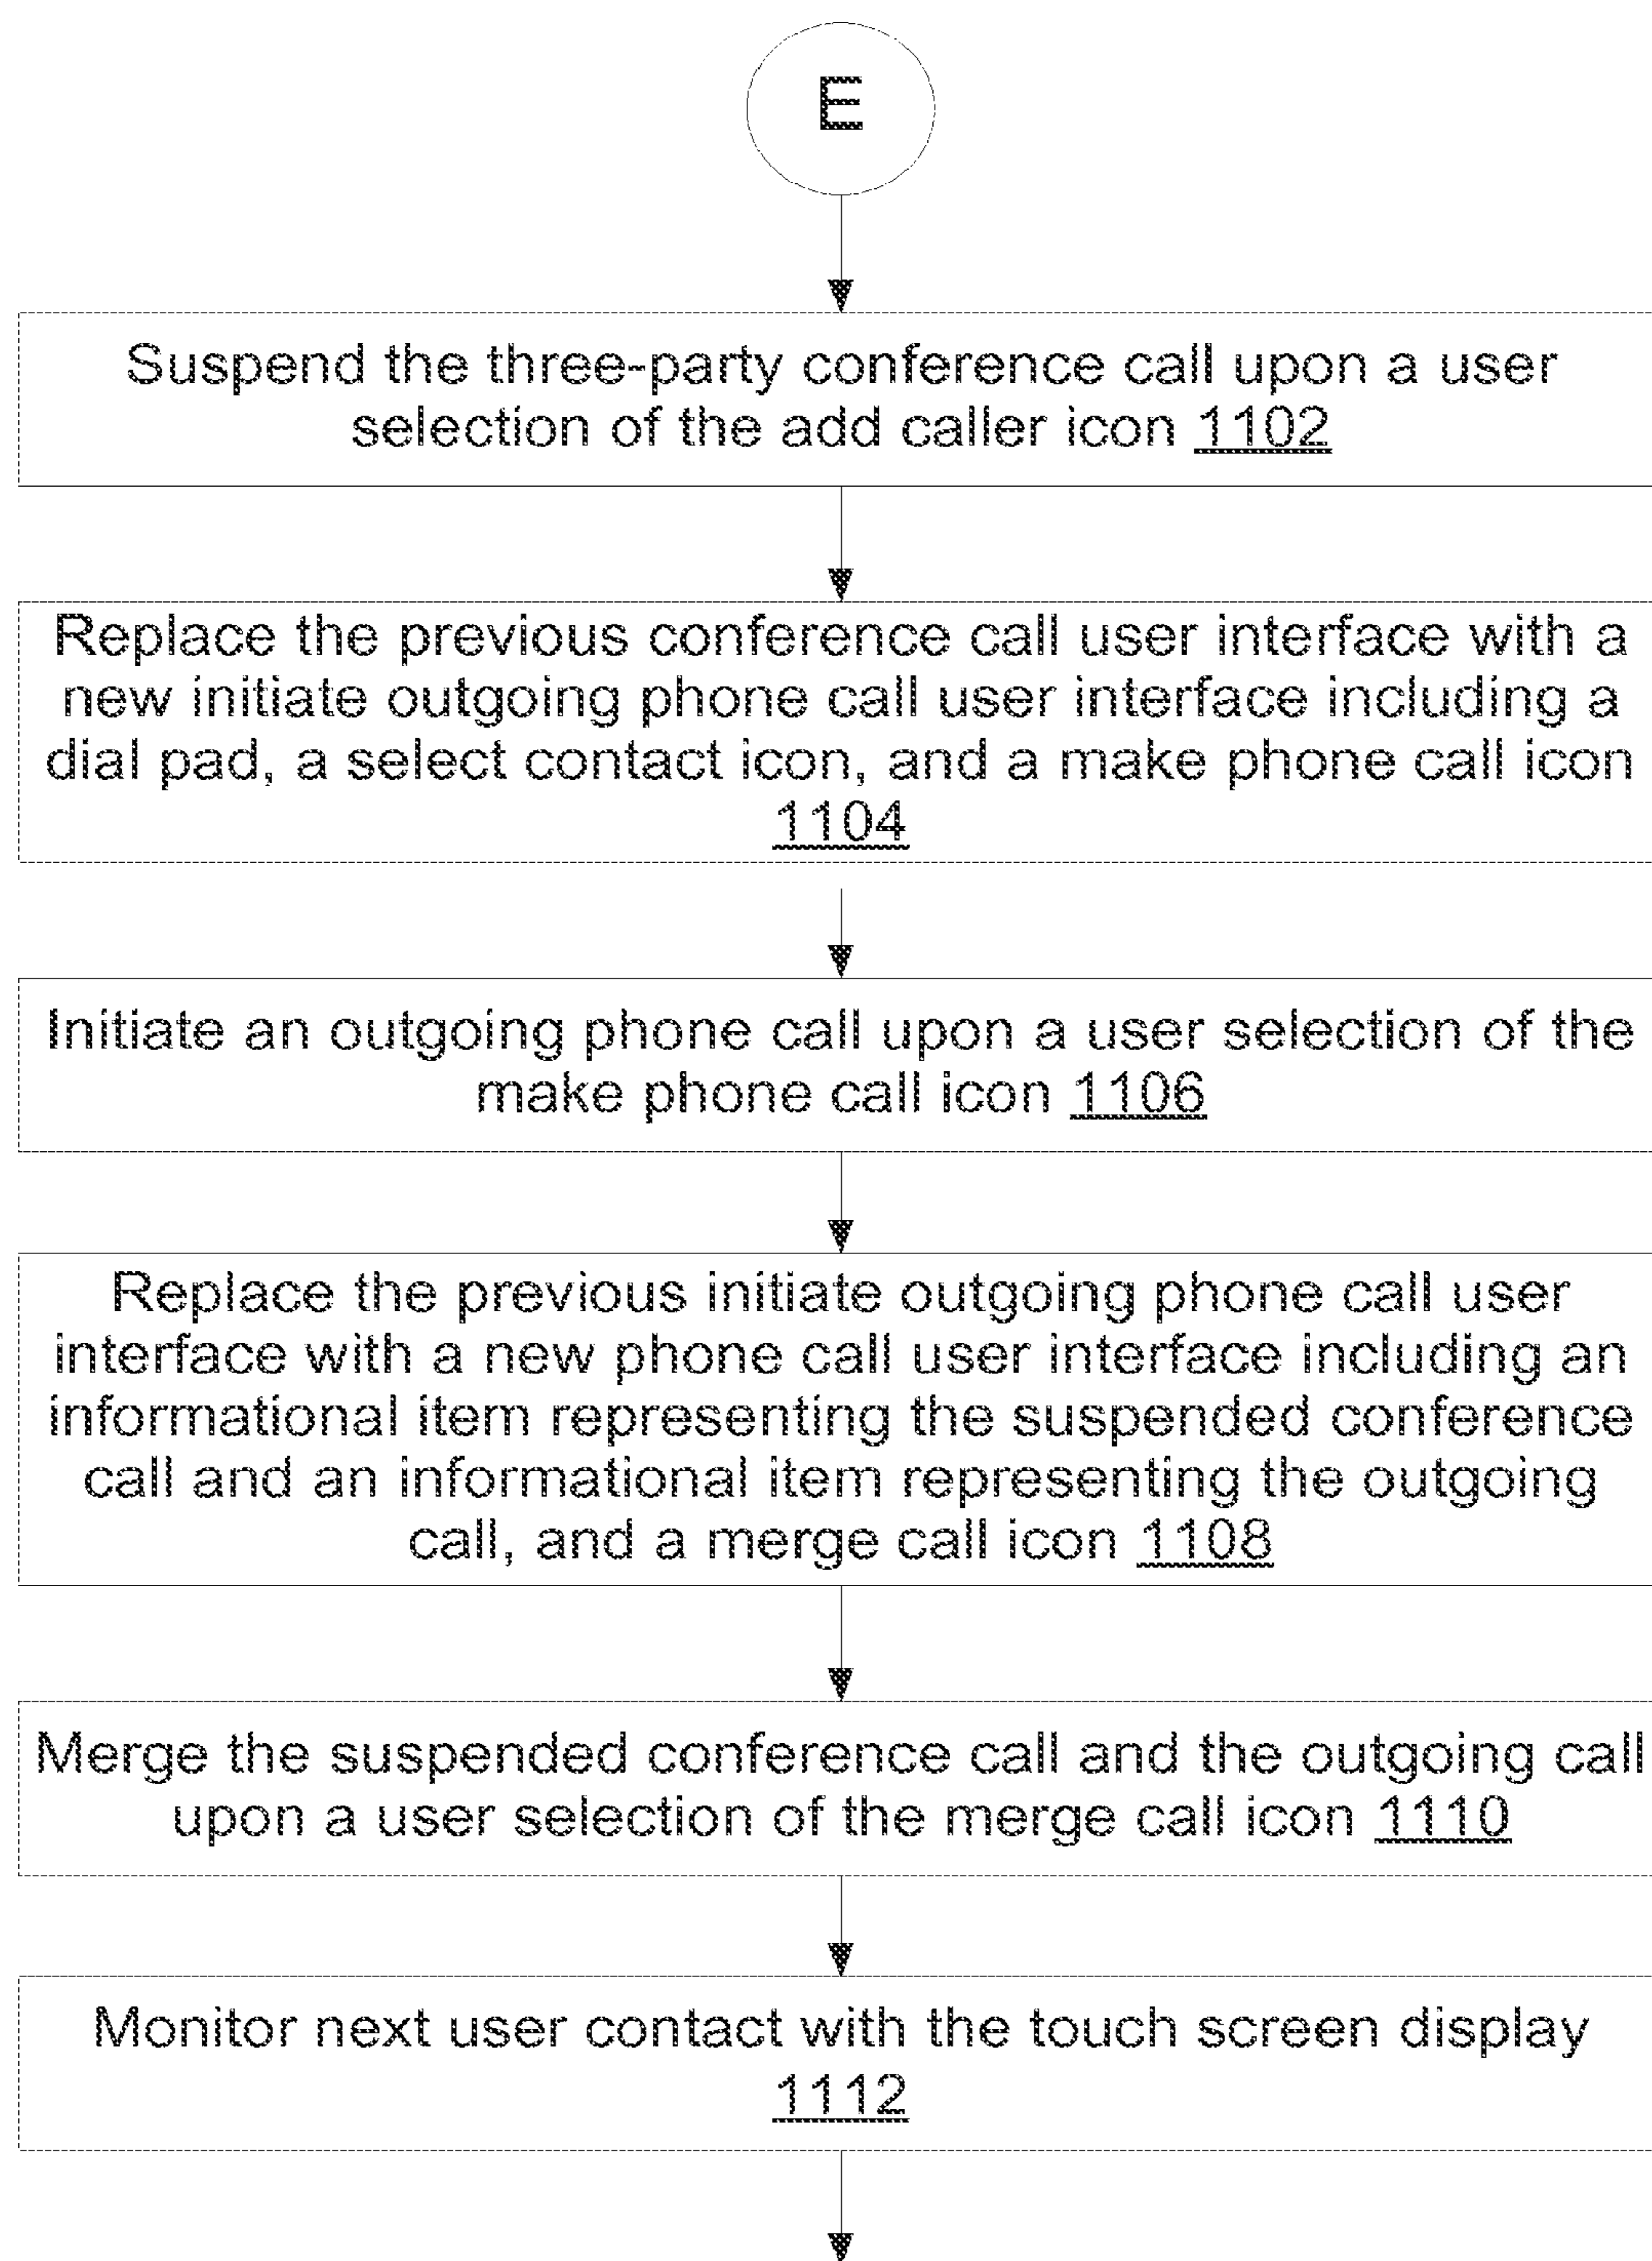 E
Suspend the three-party conference call upon a user
selection of the add caller icon 1102
Replace the previous conference call user interface with a
new initiate outgoing phone call user interface including a
dial pad, a select contact icon, and a make phone call icon
1104
Initiate an outgoing phone call upon a user selection of the
make phone call icon 1106
Replace the previous initiate outgoing phone call user
interface with a new phone call user interface including an
informational item representing the suspended conference
call and an informational item representing the outgoing
call, and a merge call icon 1108
Merge the suspended conference call and the outgoing call
upon a user selection of the merge call icon 1110
Monitor next user contact with the touch screen display
1112